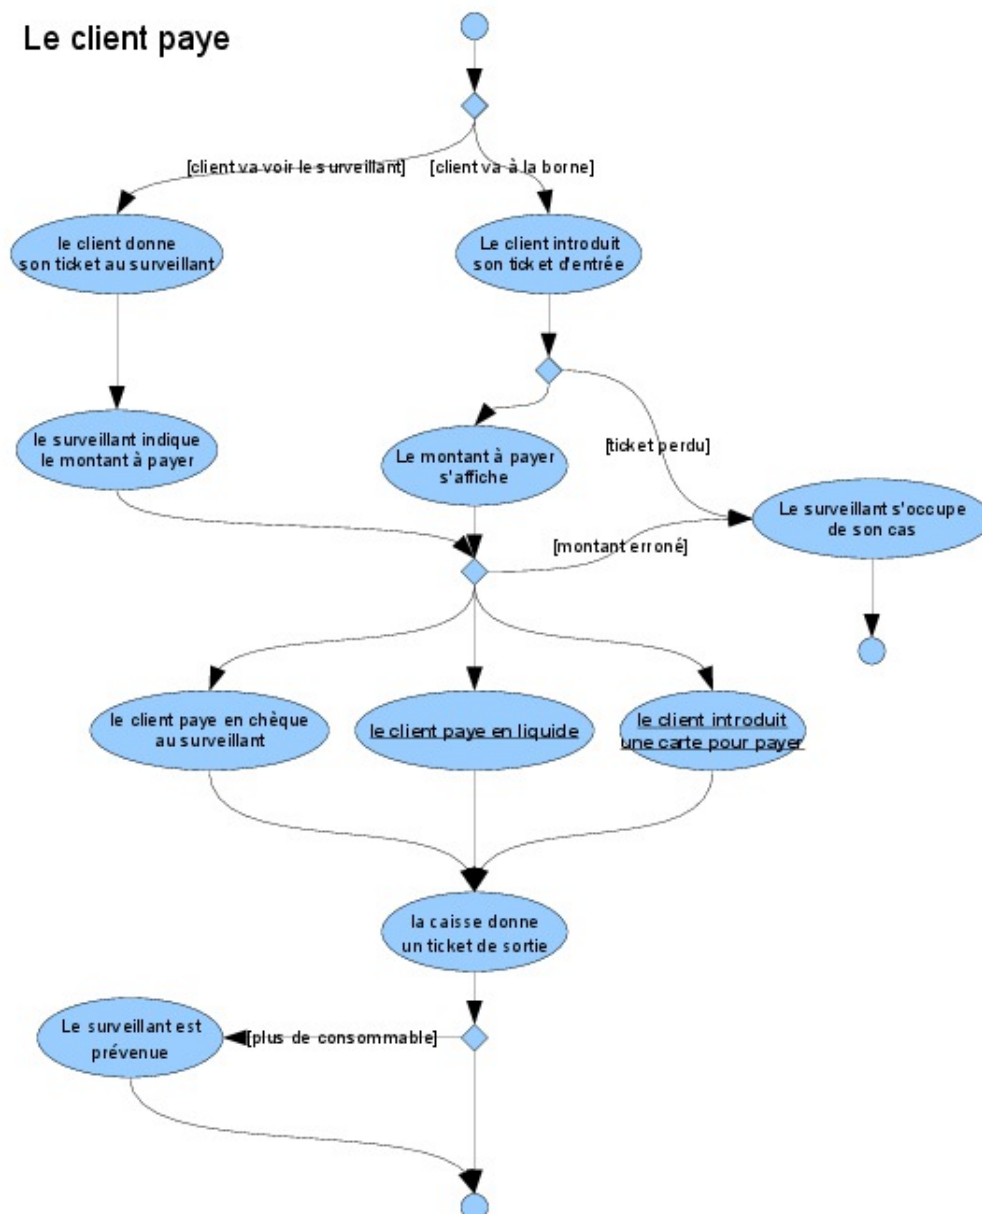 Le client paye
[client va voir le surveillant]
[client va à la borne]
le client donne
son ticket au surveillant
Le client introduit
son ticket d'entrée
le surveillant indique
le montant à payer
Le montant à payer
s'affiche
[ticket perdu]
Le surveillant s'occupe
de son cas
[montant erroné]
le client paye en chèque
au surveillant
le client paye en liquide
le client introduit
une carte pour payer
la caisse donne
un ticket de sortie
Le surveillant est
prévenue
[plus de consommable]